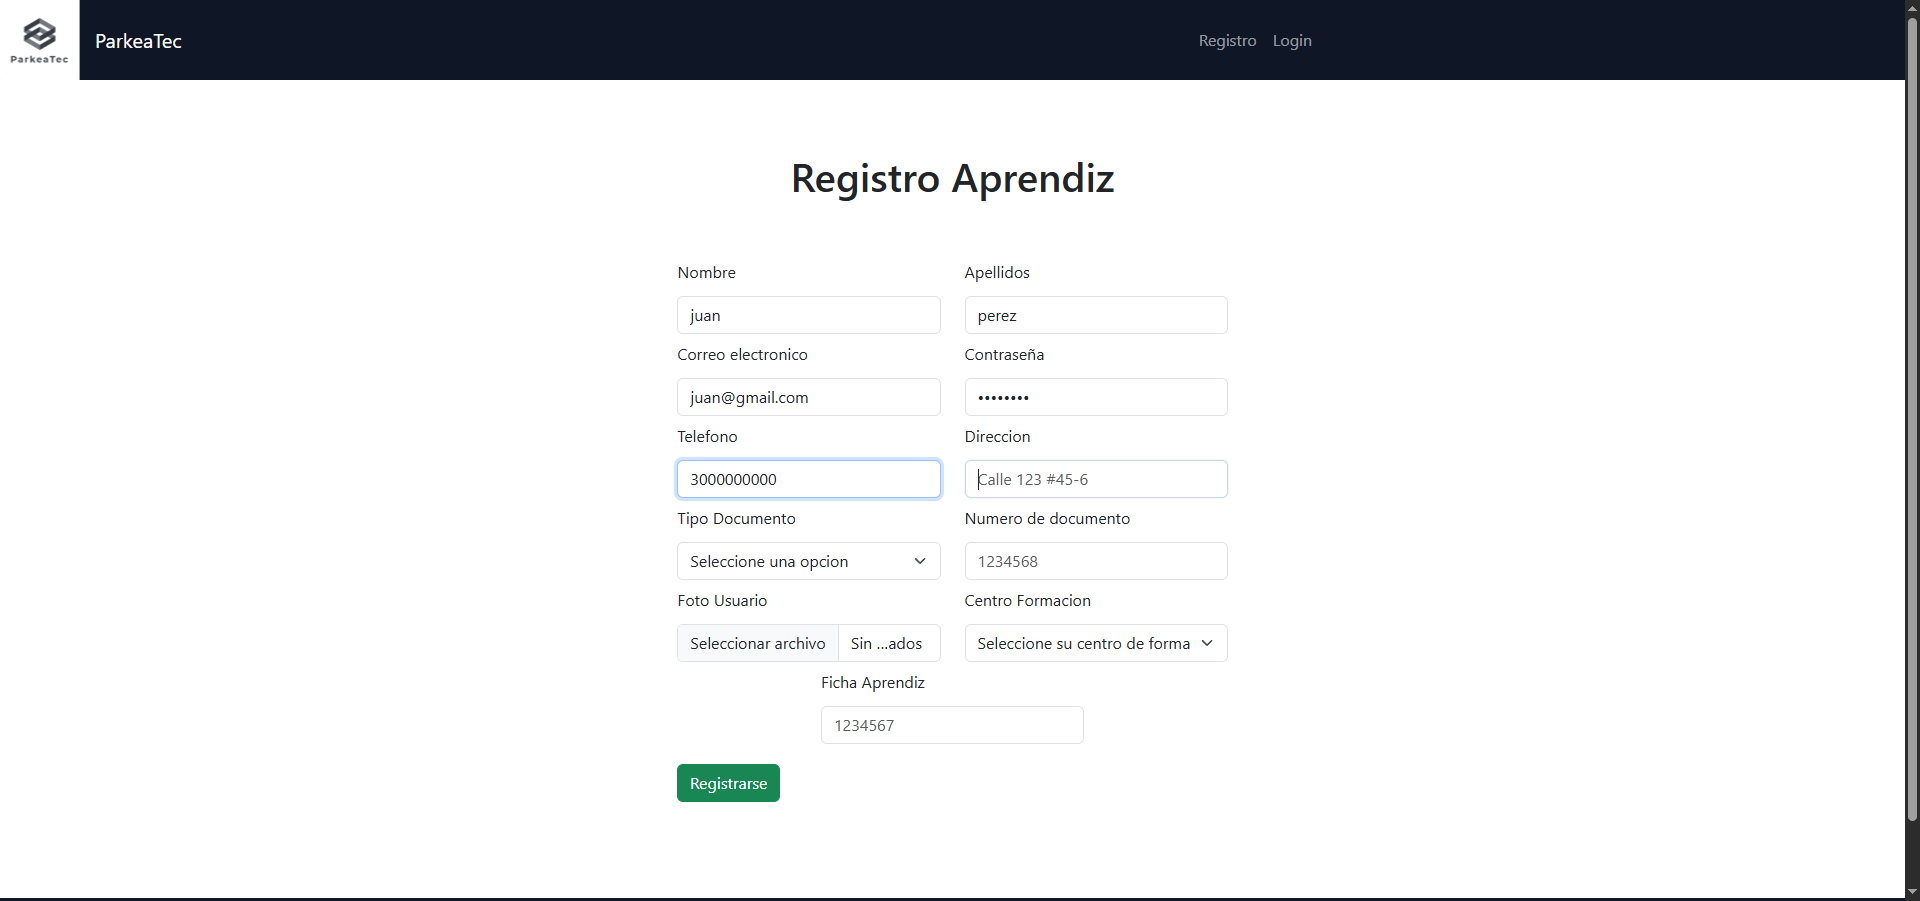 ParkeaTec
ParkeaTec
Registro Login
Registro Aprendiz
Nombre Apellidos
juan perez
Correo electronico Contraseña
juan@gmail.com ••••••••
Telefono Direccion
3000000000 Calle 123 #45-6
Tipo Documento Numero de documento
Seleccione una opcion 1234568
Foto Usuario Centro Formacion
Seleccionar archivo Sin ...ados Seleccione su centro de forma
Ficha Aprendiz
1234567
Registrarse